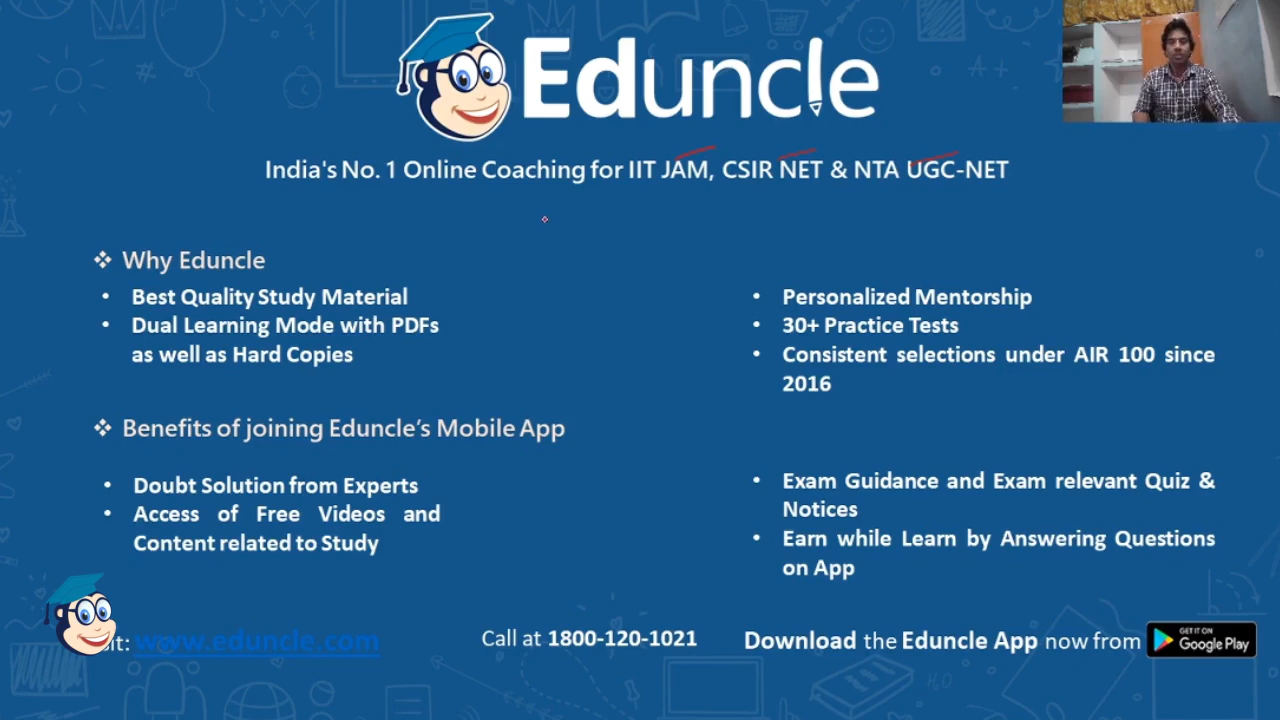 Eduncle
India's No. 1 Online Coaching for IIT JAM, CSIR NET & NTA UGC-NET
❖ Why Eduncle
• Best Quality Study Material
• Dual Learning Mode with PDFs
as well as Hard Copies
• Personalized Mentorship
• 30+ Practice Tests
• Consistent selections under AIR 100 since
2016
❖ Benefits of joining Eduncle's Mobile App
• Doubt Solution from Experts
• Access of Free Videos and
Content related to Study
• Exam Guidance and Exam relevant Quiz &
Notices
• Earn while Learn by Answering Questions
on App
www.eduncle.com
Call at 1800-120-1021
Download the Eduncle App now from
GET IT ON
Google Play